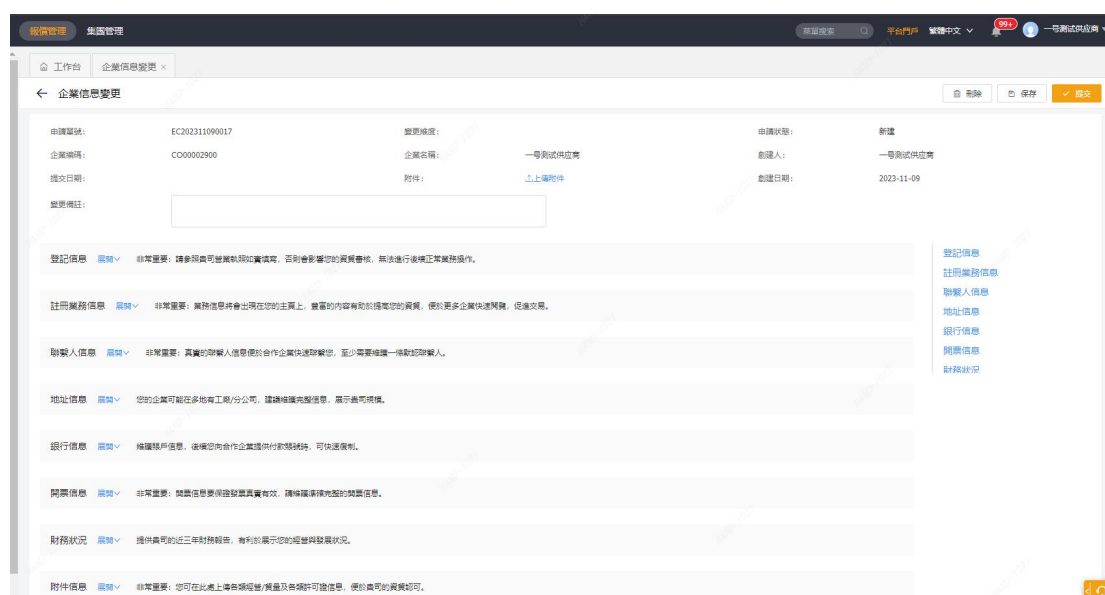 報價管理 集團管理 菜單搜索 平台門戶 繁體中文 99+ 一号测试供应商
工作台 企業信息變更 ×
← 企業信息變更 刪除 保存 提交
申請單號: EC202311090017 變更維度: 申請狀態: 新建
企業編碼: CO00002900 企業名稱: 一号测试供应商 創建人: 一号测试供应商
提交日期: 附件: 上傳附件 創建日期: 2023-11-09
變更備註:
登記信息 展開 非常重要:請參照貴司營業執照如實填寫,否則會影響您的資質審核,無法進行後續正常業務操作。
註冊業務信息 展開 非常重要:業務信息將會出現在您的主頁上,豐富的內容有助於提高您的資質,便於更多企業快速閱覽,促進交易。
聯繫人信息 展開 非常重要:真實的聯繫人信息便於合作企業快速聯繫您,至少需要維護一條默認聯繫人。
地址信息 展開 您的企業可能在多地有工廠/分公司,建議維護完整信息,展示貴司規模。
銀行信息 展開 維護賬戶信息,後續您向合作企業提供付款賬號時,可快速復制。
開票信息 展開 非常重要:開票信息要保證發票真實有效,請維護準確完整的開票信息。
財務狀況 展開 提供貴司的近三年財務報告,有利於展示您的經營與發展狀況。
附件信息 展開 非常重要:您可在此處上傳各類經營/質量及各類許可證信息,便於貴司的資質認可。
登記信息
註冊業務信息
聯繫人信息
地址信息
銀行信息
開票信息
財務狀況